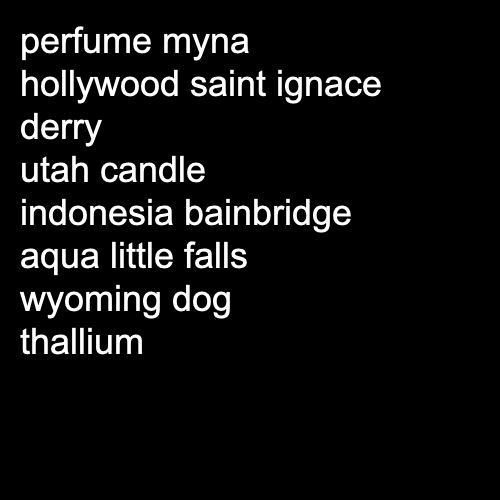 perfume myna
hollywood saint ignace
derry
utah candle
indonesia bainbridge
aqua little falls
wyoming dog
thallium